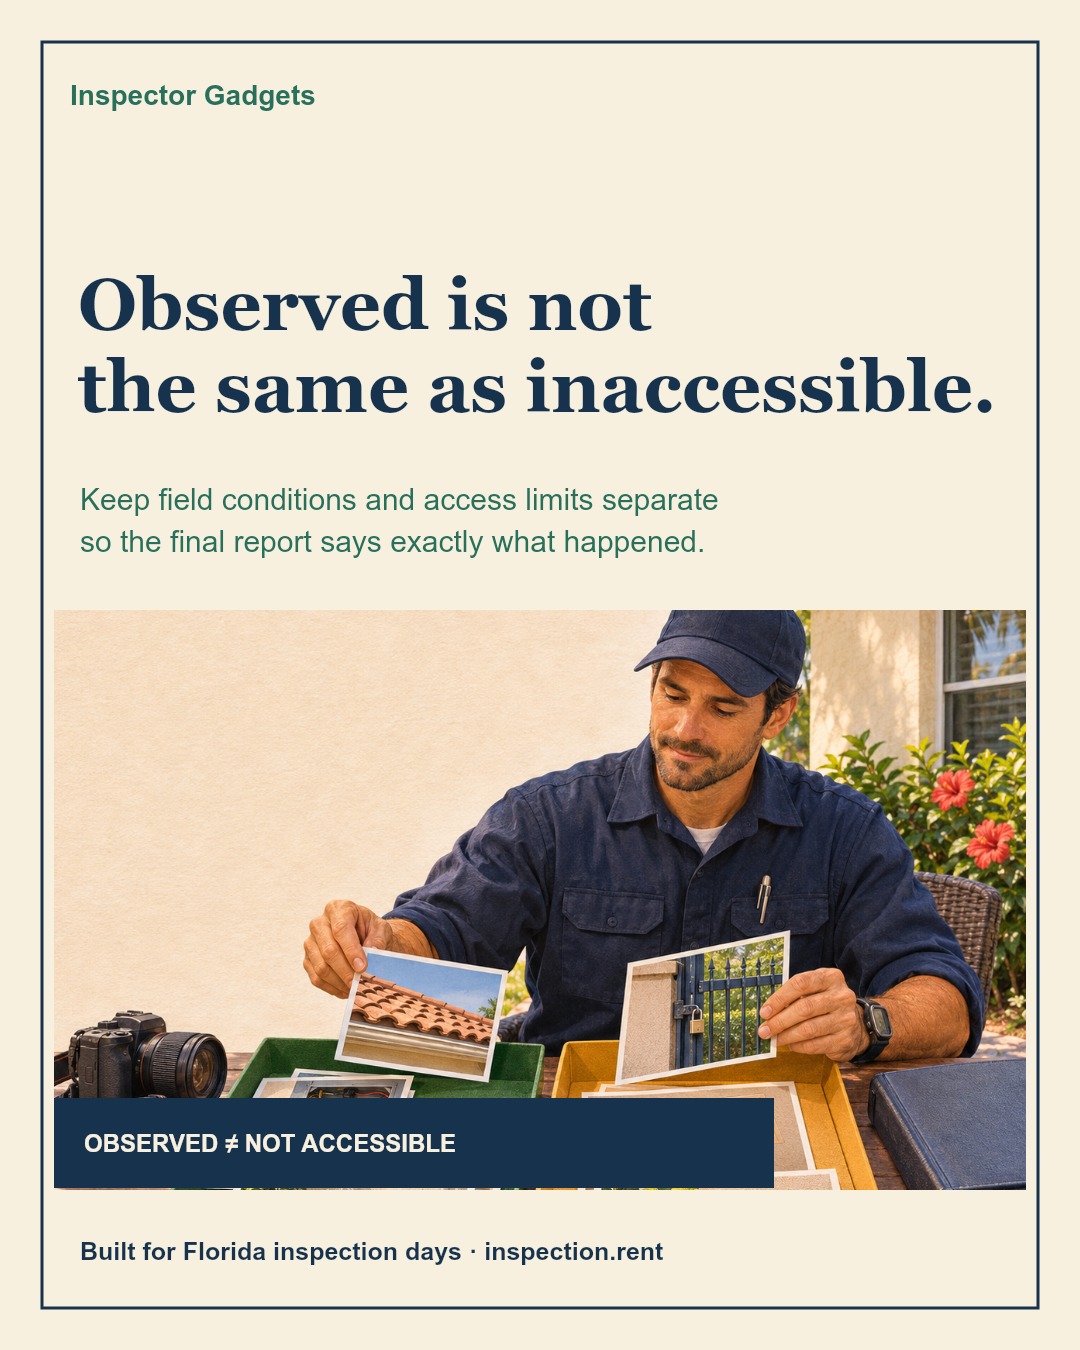 Inspector Gadgets
Observed is not
the same as inaccessible.
Keep field conditions and access limits separate
so the final report says exactly what happened.
OBSERVED ≠ NOT ACCESSIBLE
Built for Florida inspection days · inspection.rent